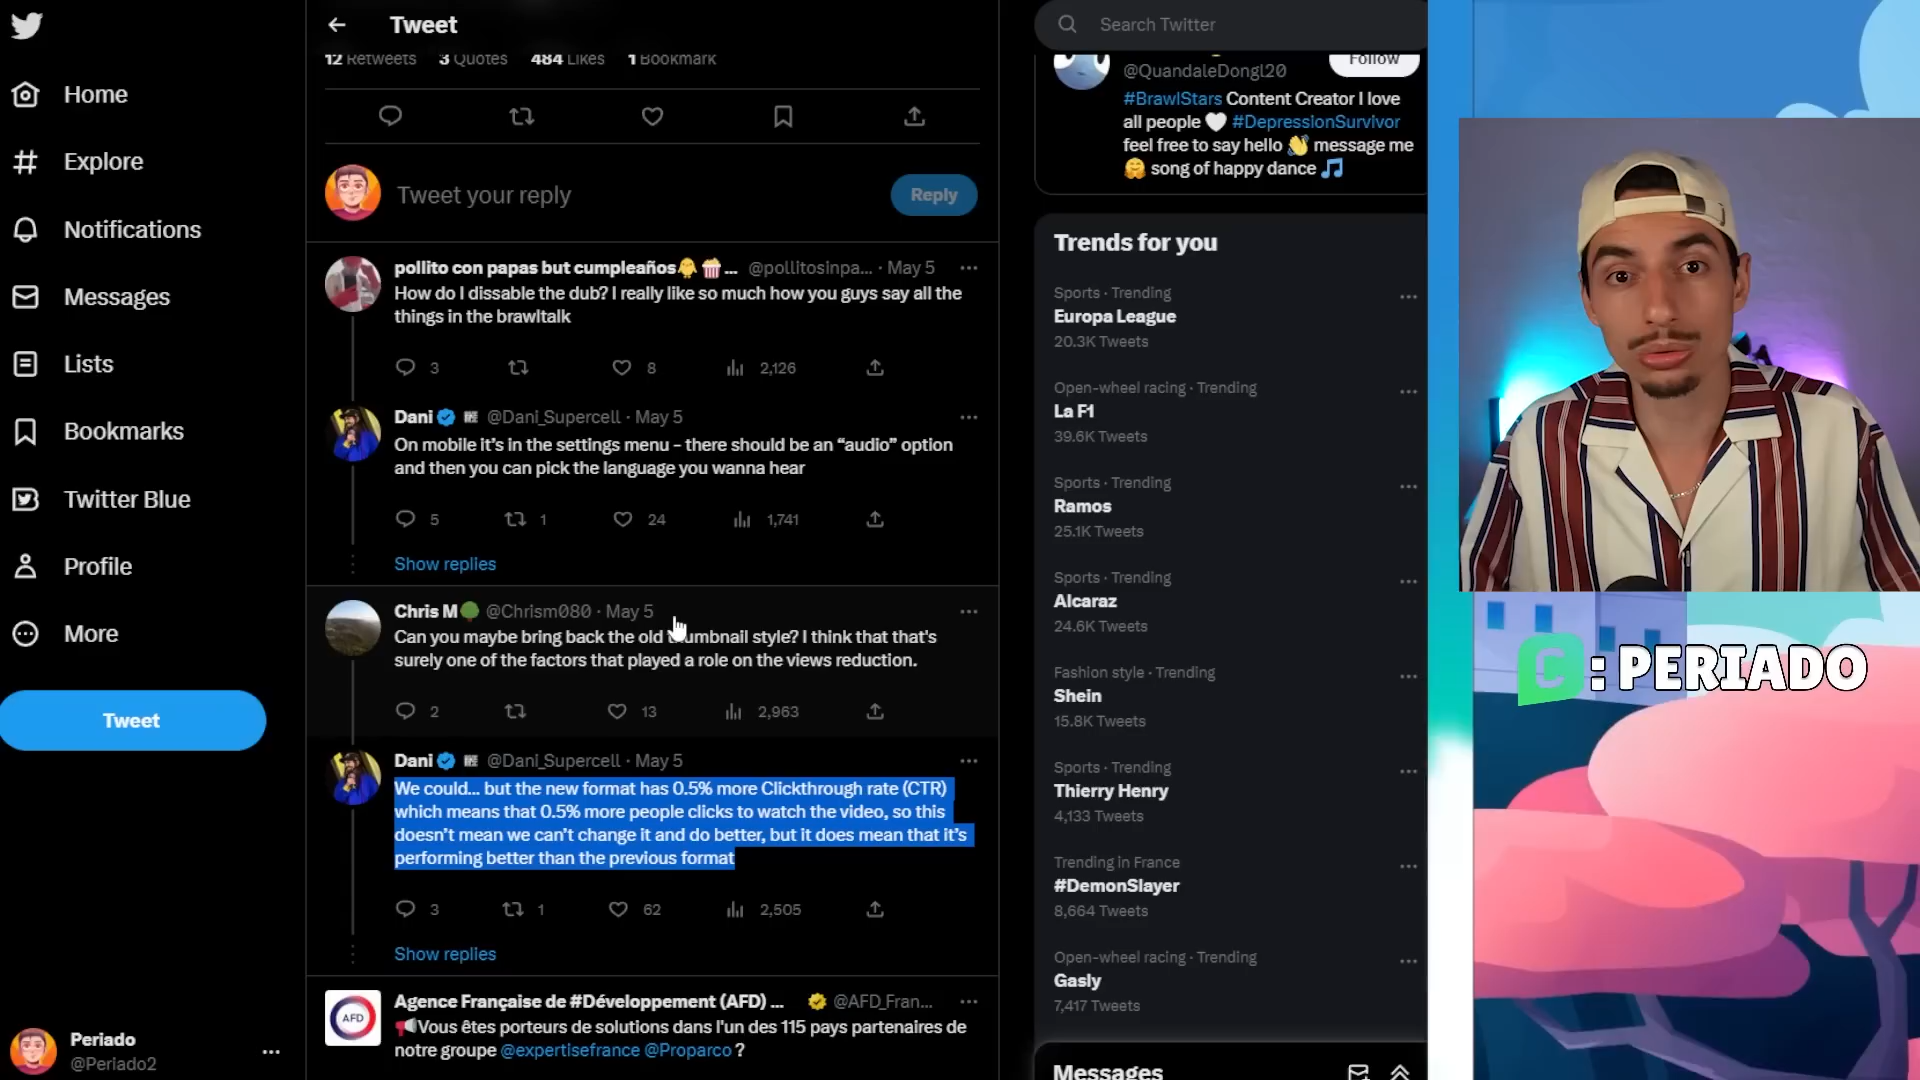 Home
Explore
Notifications
Messages
Lists
Bookmarks
Twitter Blue
Profile
More
Tweet
Periado
@Periado2
Tweet
12 Retweets 3 Quotes 484 Likes 1 Bookmark
Tweet your reply
Reply
pollito con papas but cumpleaños🐥🍿... @pollitosinpa... · May 5
How do I dissable the dub? I really like so much how you guys say all the
things in the brawltalk
3 8 2,126
Dani @Dani_Supercell · May 5
On mobile it’s in the settings menu – there should be an “audio” option
and then you can pick the language you wanna hear
5 1 24 1,741
Show replies
Chris M🌳 @Chrism080 · May 5
Can you maybe bring back the old thumbnail style? I think that that's
surely one of the factors that played a role on the views reduction.
2 13 2,963
Dani @Dani_Supercell · May 5
We could... but the new format has 0.5% more Clickthrough rate (CTR)
which means that 0.5% more people clicks to watch the video, so this
doesn’t mean we can’t change it and do better, but it does mean that it’s
performing better than the previous format
3 1 62 2,505
Show replies
AFD
Agence Française de #Développement (AFD) ... @AFD_Fran...
📢Vous êtes porteurs de solutions dans l'un des 115 pays partenaires de
notre groupe @expertisefrance @Proparco ?
Search Twitter
@QuandaleDongl20
Follow
#BrawlStars Content Creator I love
all people 🤍 #DepressionSurvivor
feel free to say hello 👋 message me
🤗 song of happy dance 🎵
Trends for you
Sports · Trending
Europa League
20.3K Tweets
Open-wheel racing · Trending
La F1
39.6K Tweets
Sports · Trending
Ramos
25.1K Tweets
Sports · Trending
Alcaraz
24.6K Tweets
Fashion style · Trending
Shein
15.8K Tweets
Sports · Trending
Thierry Henry
4,133 Tweets
Trending in France
#DemonSlayer
8,664 Tweets
Open-wheel racing · Trending
Gasly
7,417 Tweets
Messages
C : PERIADO